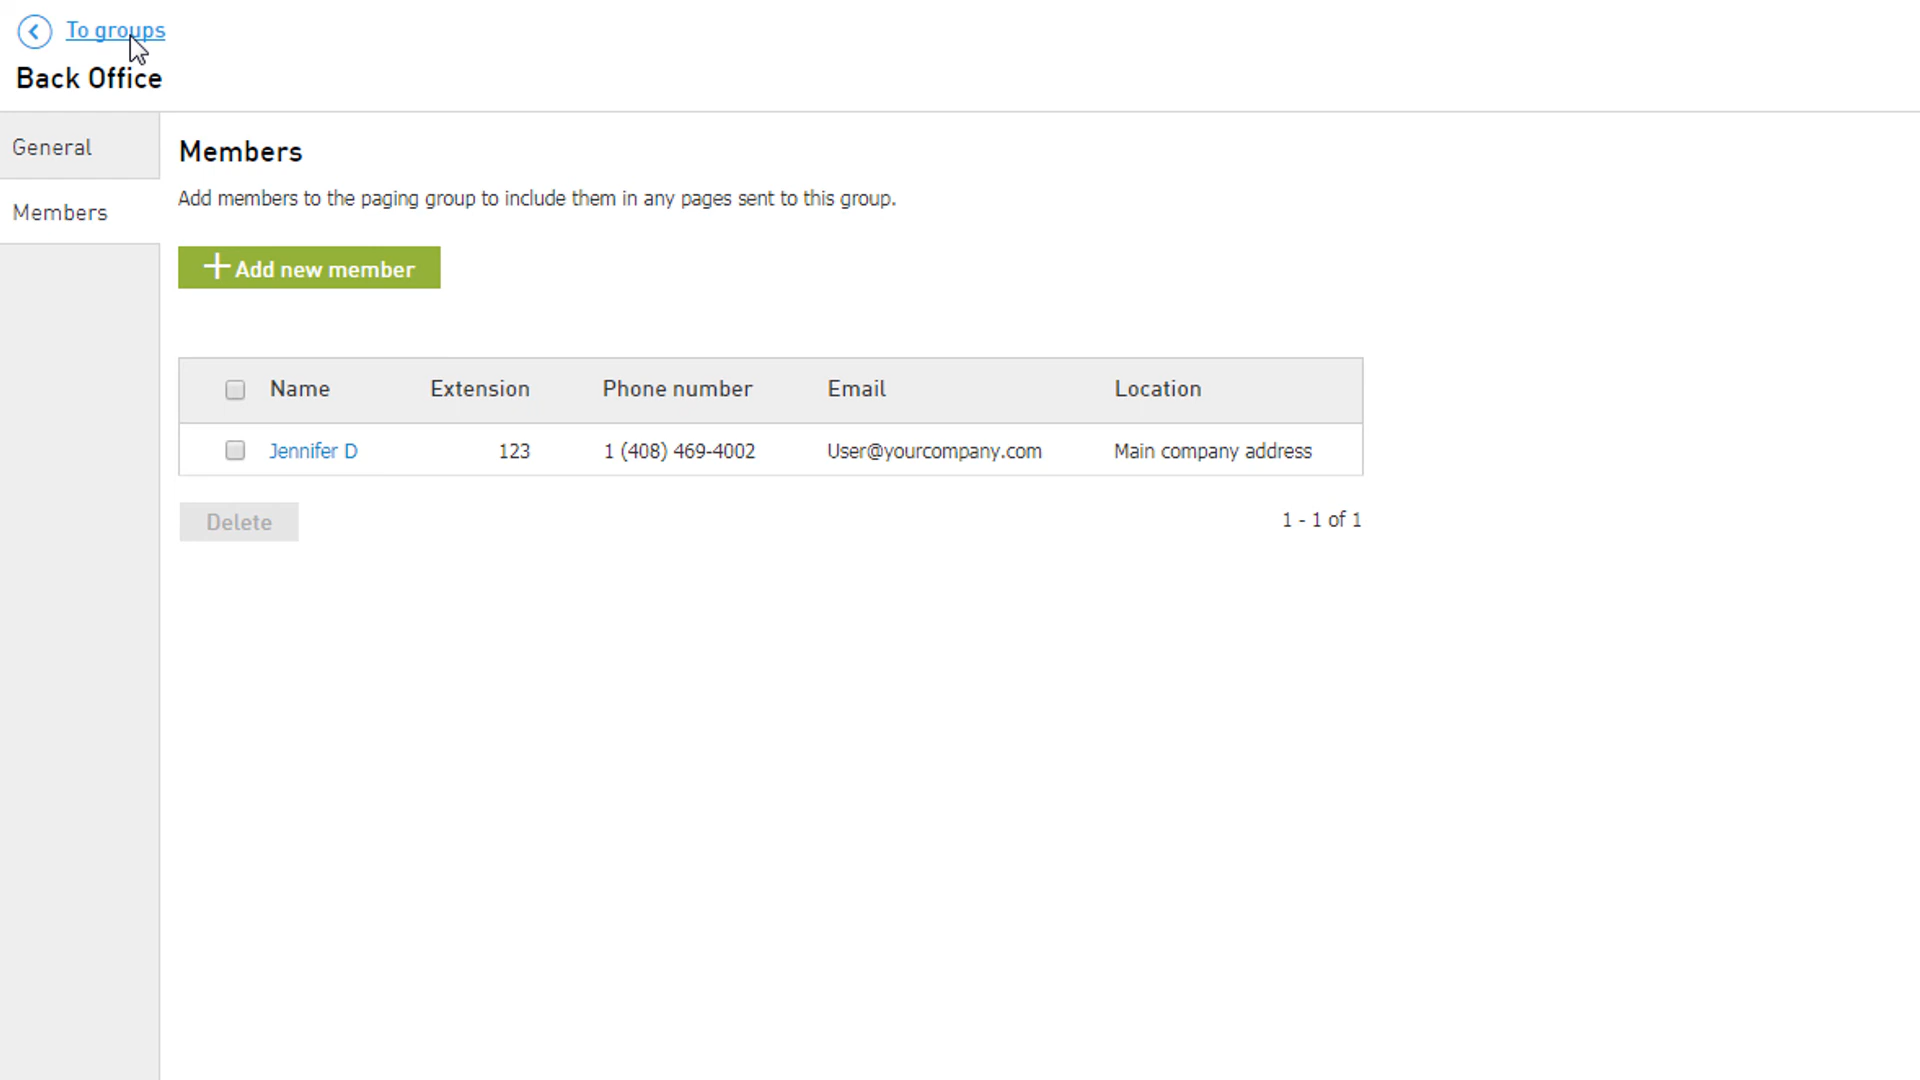 To groups
Back Office
General
Members
Members
Add members to the paging group to include them in any pages sent to this group.
Add new member
Name Extension Phone number Email Location
Jennifer D 123 1 (408) 469-4002 User@yourcompany.com Main company address
Delete
1 - 1 of 1